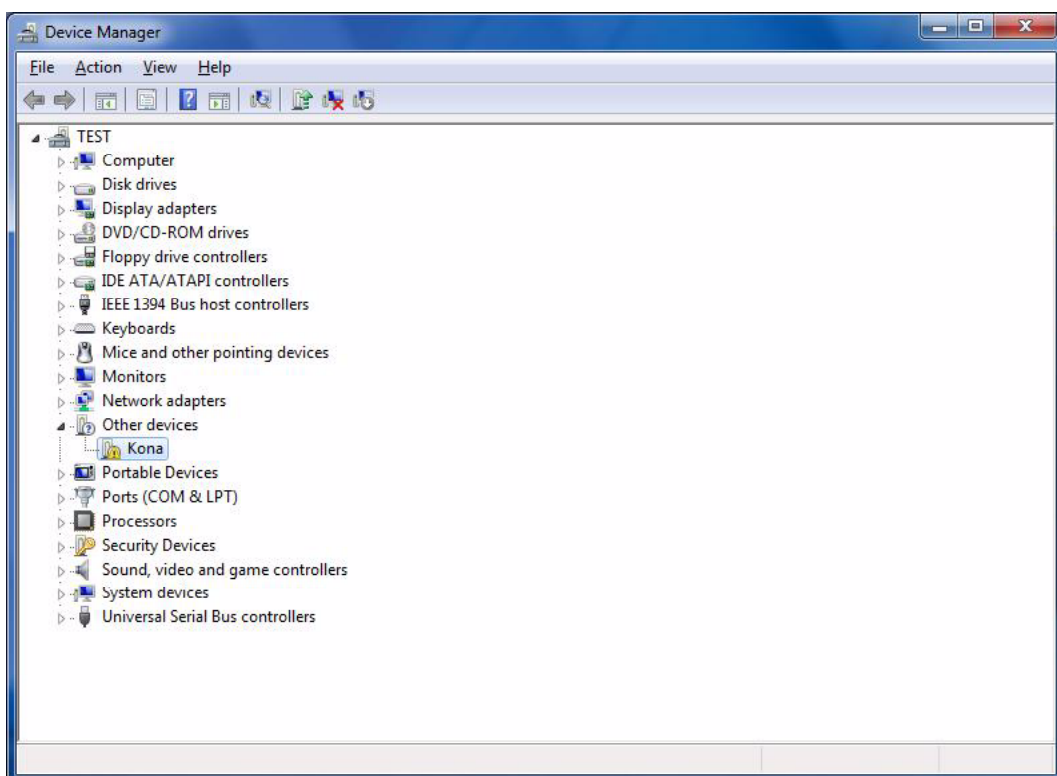 Device Manager
File Action View Help
TEST
Computer
Disk drives
Display adapters
DVD/CD-ROM drives
Floppy drive controllers
IDE ATA/ATAPI controllers
IEEE 1394 Bus host controllers
Keyboards
Mice and other pointing devices
Monitors
Network adapters
Other devices
Kona
Portable Devices
Ports (COM & LPT)
Processors
Security Devices
Sound, video and game controllers
System devices
Universal Serial Bus controllers